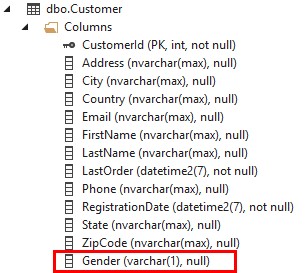 dbo.Customer
Columns
CustomerId (PK, int, not null)
Address (nvarchar(max), null)
City (nvarchar(max), null)
Country (nvarchar(max), null)
Email (nvarchar(max), null)
FirstName (nvarchar(max), null)
LastName (nvarchar(max), null)
LastOrder (datetime2(7), not null)
Phone (nvarchar(max), null)
RegistrationDate (datetime2(7), not null)
State (nvarchar(max), null)
ZipCode (nvarchar(max), null)
Gender (varchar(1), null)